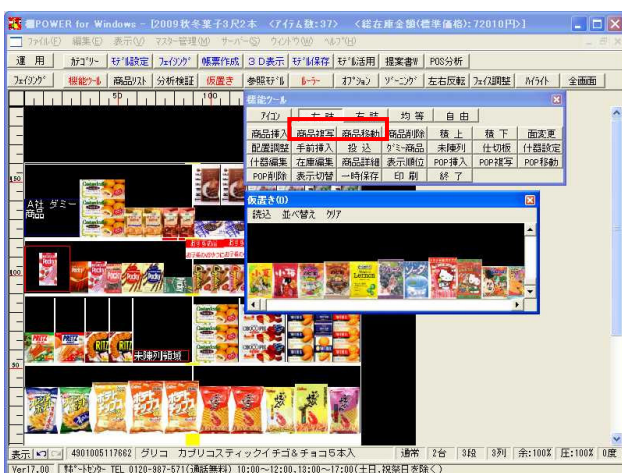 棚POWER for Windows - [2009秋冬菓子3尺2本 <アイテム数:37> <総在庫金額(標準価格):72010円>]
ファイル(F) 編集(E) 表示(V) マスター管理(M) サーバー(S) ウィンドウ(W) ヘルプ(H)
運 用 カテゴリー モデル設定 フェイシング 帳票作成 3D表示 モデル保存 モデル活用 提案書W POS分析
フェイシング 機能ツール 商品リスト 分析検証 仮置き 参照モデル ルーラー オプション ゾーニング 左右反転 フェイス調整 ハイライト 全画面
50 100
機能ツール
アイコン 左 詰 右 詰 均 等 自 由
商品挿入 商品複写 商品移動 商品削除 積 上 積 下 面変更
配置調整 手前挿入 投 込 ダミー商品 未陳列 仕切板 什器設定
什器編集 在庫編集 商品詳細 表示順位 POP挿入 POP複写 POP移動
POP削除 表示切替 一時保存 印 刷 終 了
150
A社 ダミー
商品
仮置き(0)
読込 並べ替え クリア
100
未陳列領域
50
表示 4901005117662 グリコ カプリコスティックイチゴ&チョコ5本入 通常 2台 3段 3列 余:100% 圧:100% 0度
Ver17.00 サポートセンター TEL 0120-987-571(通話無料) 10:00~12:00、13:00~17:00(土日、祝祭日を除く)